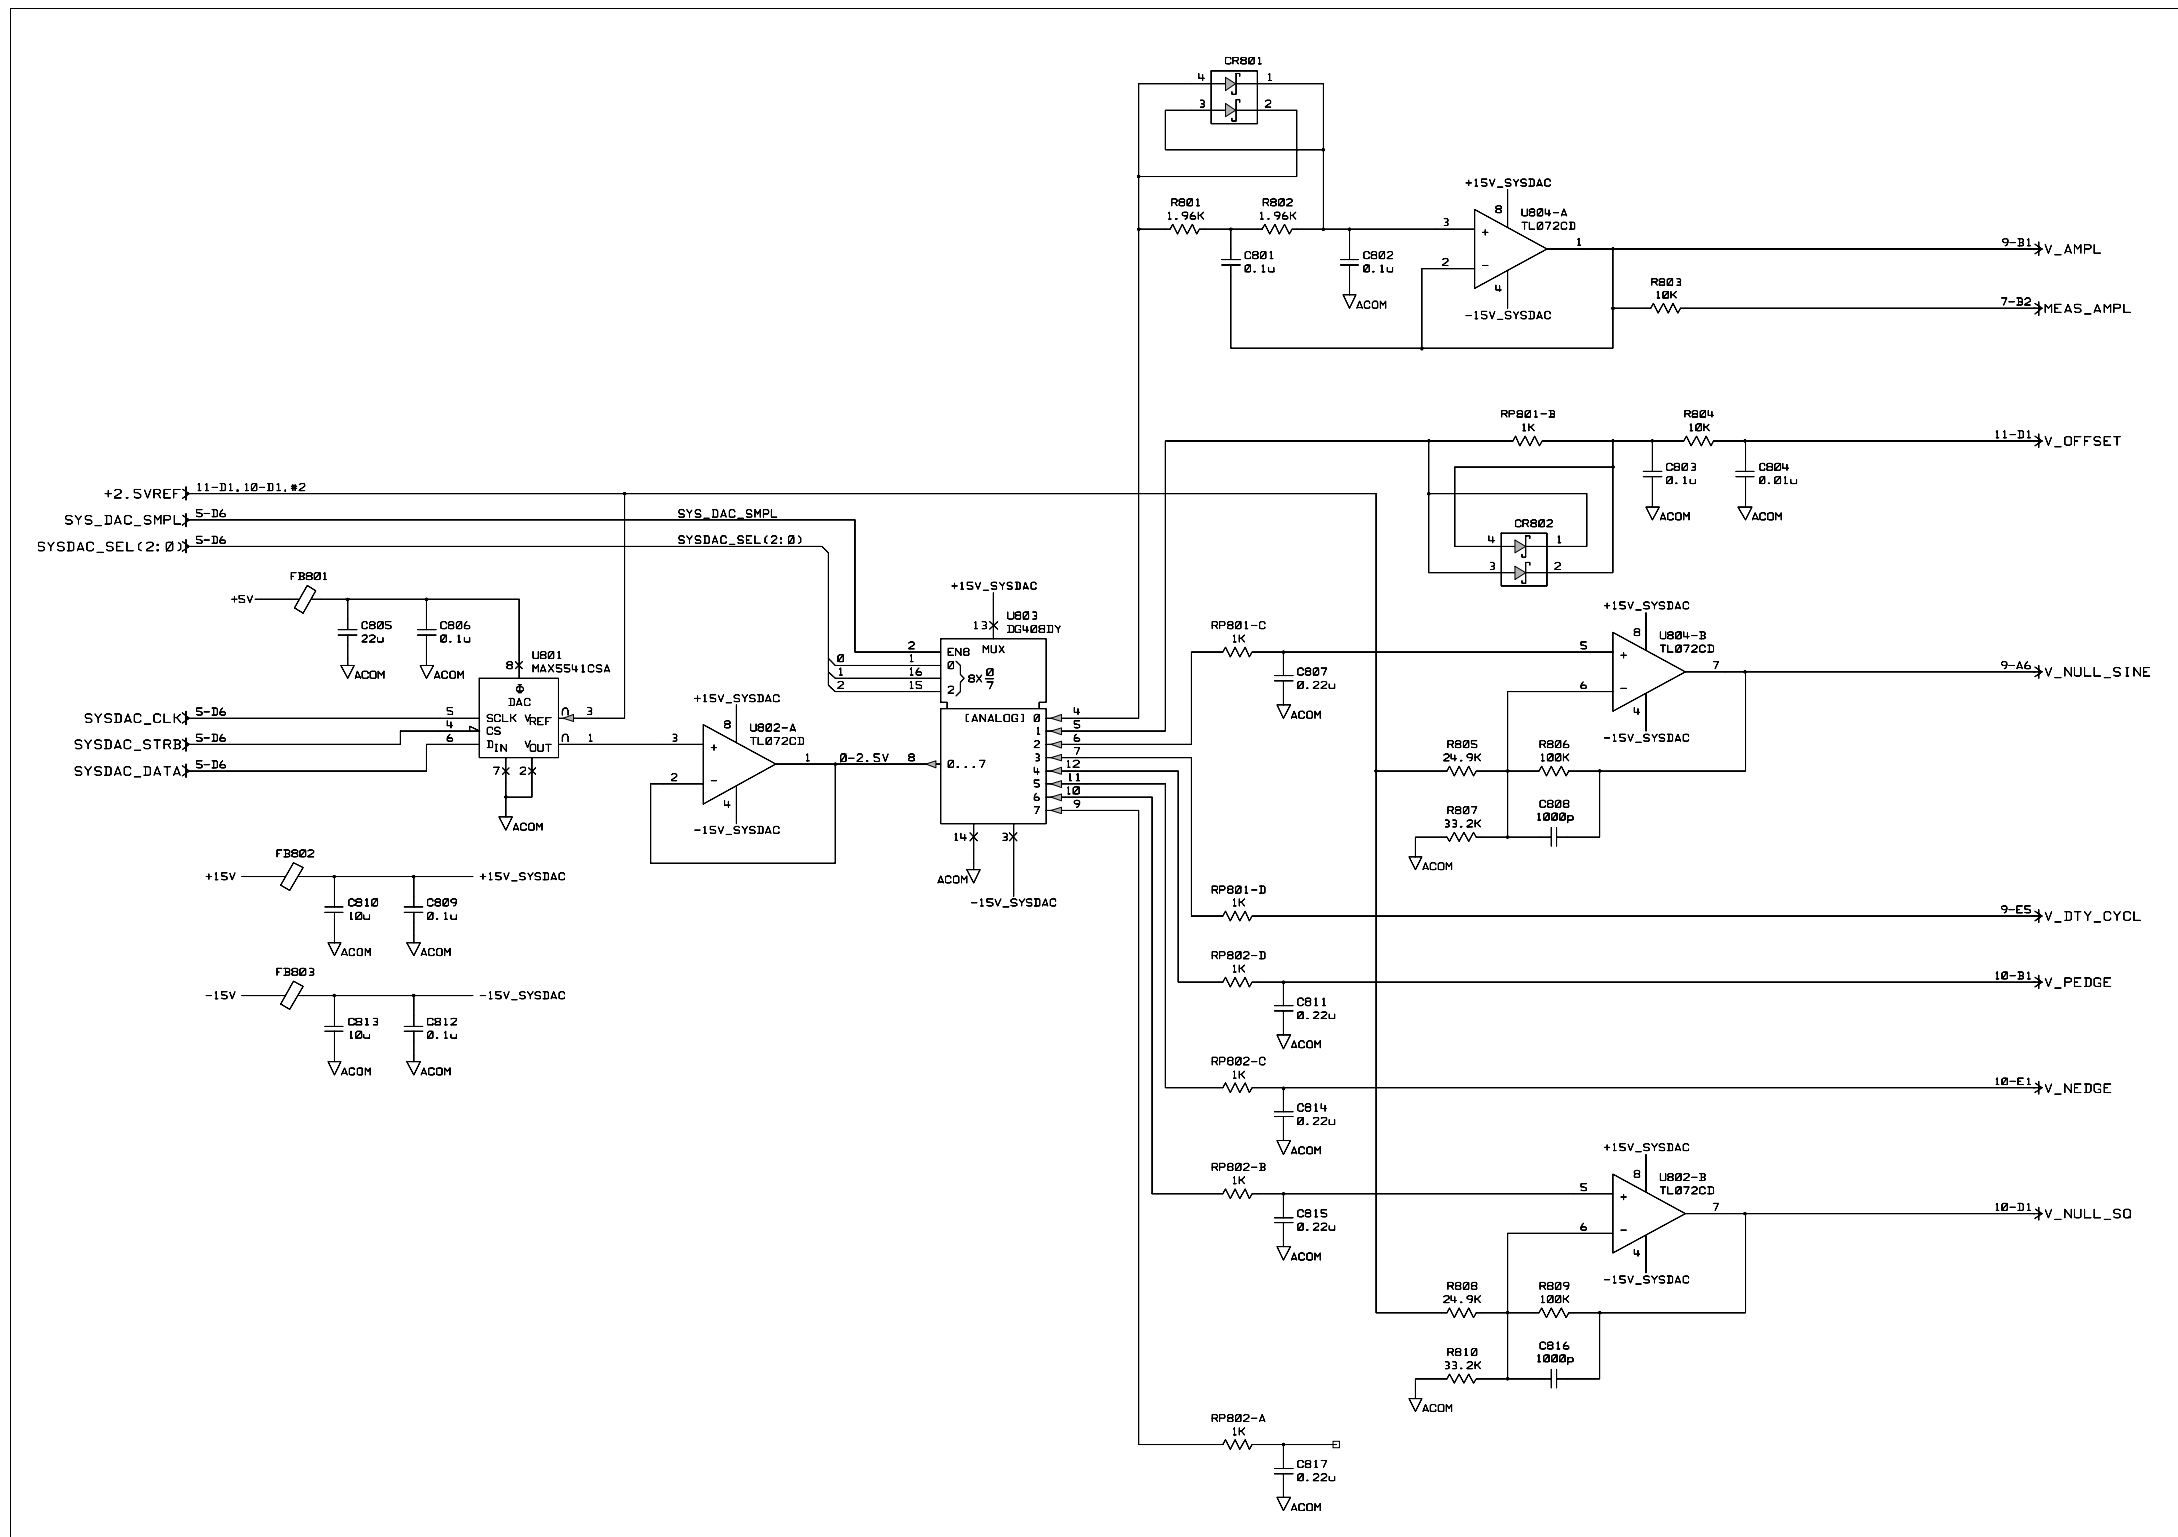 CR801
4 1
3 2
R801
1.96K
R802
1.96K
C801
0.1u
C802
0.1u
ACOM
+15V_SYSDAC
8
U804-A
TL072CD
3
+
2
-
1
4
-15V_SYSDAC
9-B1
V_AMPL
R803
10K
7-B2
MEAS_AMPL
RP801-B
1K
R804
10K
11-D1
V_OFFSET
C803
0.1u
ACOM
C804
0.01u
ACOM
CR802
4 1
3 2
+2.5VREF
11-D1,10-D1,#2
SYS_DAC_SMPL
5-D6
SYS_DAC_SMPL
SYSDAC_SEL(2:0)
5-D6
SYSDAC_SEL(2:0)
FB801
+5V
C805
22u
ACOM
C806
0.1u
ACOM
U801
MAX5541CSA
8
Φ
DAC
SYSDAC_CLK
5-D6
5
SCLK VREF
3
SYSDAC_STRB
5-D6
4
CS
SYSDAC_DATA
5-D6
6
DIN VOUT
1
7 2
ACOM
+15V_SYSDAC
8
U802-A
TL072CD
3
+
2
-
1
4
-15V_SYSDAC
0-2.5V
8
+15V_SYSDAC
13
U803
DG408DY
MUX
2
EN8
0
1
0
1
16
8X 0
7
2
15
2
[ANALOG] 0
4
1
5
2
6
3
7
0...7
4
12
5
11
6
10
7
9
14
3
ACOM
-15V_SYSDAC
FB802
+15V
+15V_SYSDAC
C810
10u
ACOM
C809
0.1u
ACOM
FB803
-15V
-15V_SYSDAC
C813
10u
ACOM
C812
0.1u
ACOM
RP801-C
1K
C807
0.22u
ACOM
+15V_SYSDAC
8
U804-B
TL072CD
5
+
6
-
7
4
-15V_SYSDAC
9-A6
V_NULL_SINE
R805
24.9K
R806
100K
R807
33.2K
C808
1000p
ACOM
RP801-D
1K
9-E5
V_DTY_CYCL
RP802-D
1K
10-B1
V_PEDGE
C811
0.22u
ACOM
RP802-C
1K
10-E1
V_NEDGE
C814
0.22u
ACOM
RP802-B
1K
C815
0.22u
ACOM
+15V_SYSDAC
8
U802-B
TL072CD
5
+
6
-
7
4
-15V_SYSDAC
10-D1
V_NULL_SQ
R808
24.9K
R809
100K
R810
33.2K
C816
1000p
ACOM
RP802-A
1K
C817
0.22u
ACOM